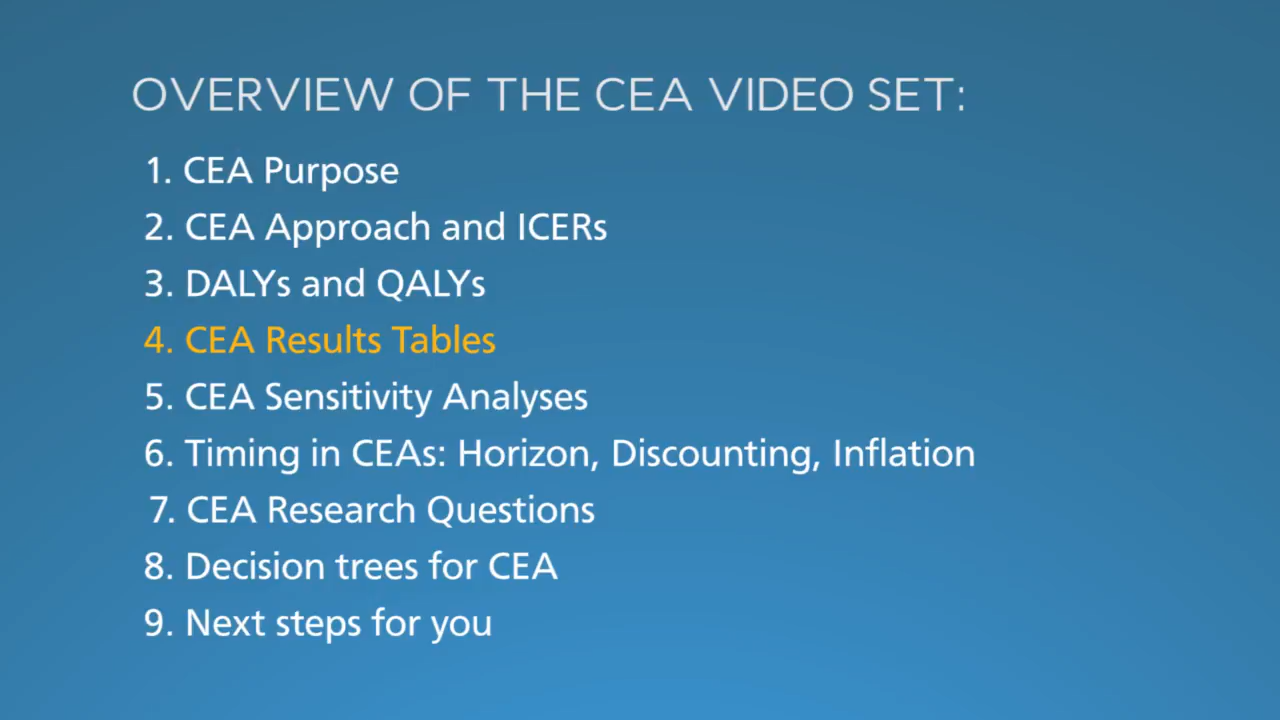 OVERVIEW OF THE CEA VIDEO SET:
1. CEA Purpose
2. CEA Approach and ICERs
3. DALYs and QALYs
4. CEA Results Tables
5. CEA Sensitivity Analyses
6. Timing in CEAs: Horizon, Discounting, Inflation
7. CEA Research Questions
8. Decision trees for CEA
9. Next steps for you